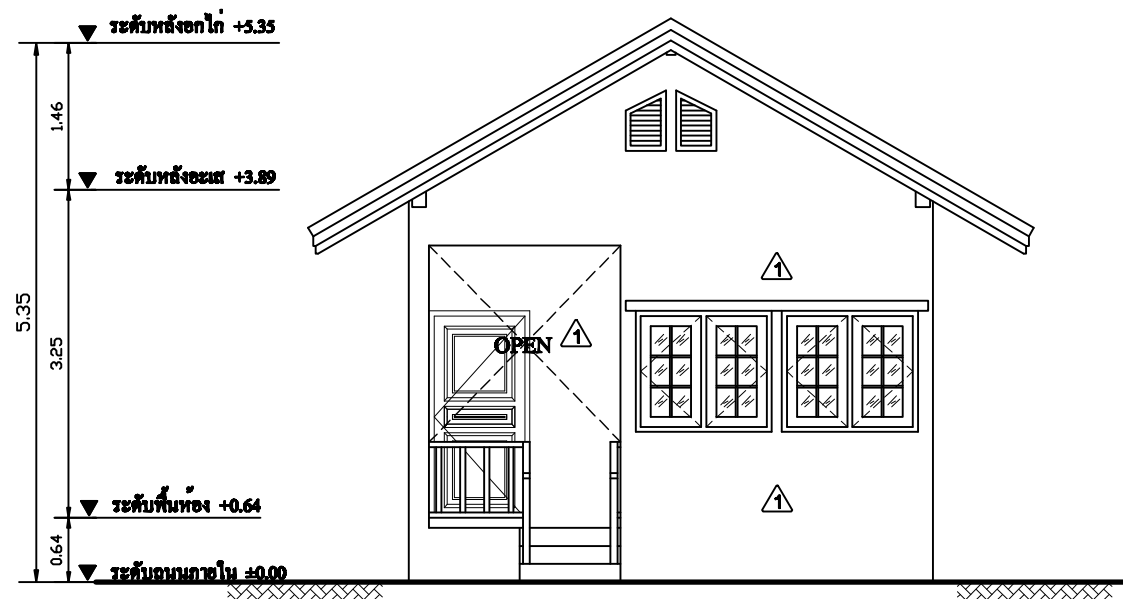 ระดับหลังอกไก่ +5.35
1.46
ระดับหลังอะเส +3.89
5.35
3.25
1
OPEN
1
ระดับพื้นห้อง +0.64
1
0.64
ระดับถนนภายใน ±0.00